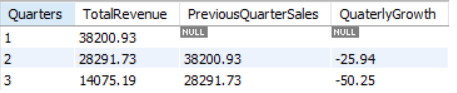 Quarters TotalRevenue PreviousQuarterSales QuaterlyGrowth
1 38200.93 NULL NULL
2 28291.73 38200.93 -25.94
3 14075.19 28291.73 -50.25